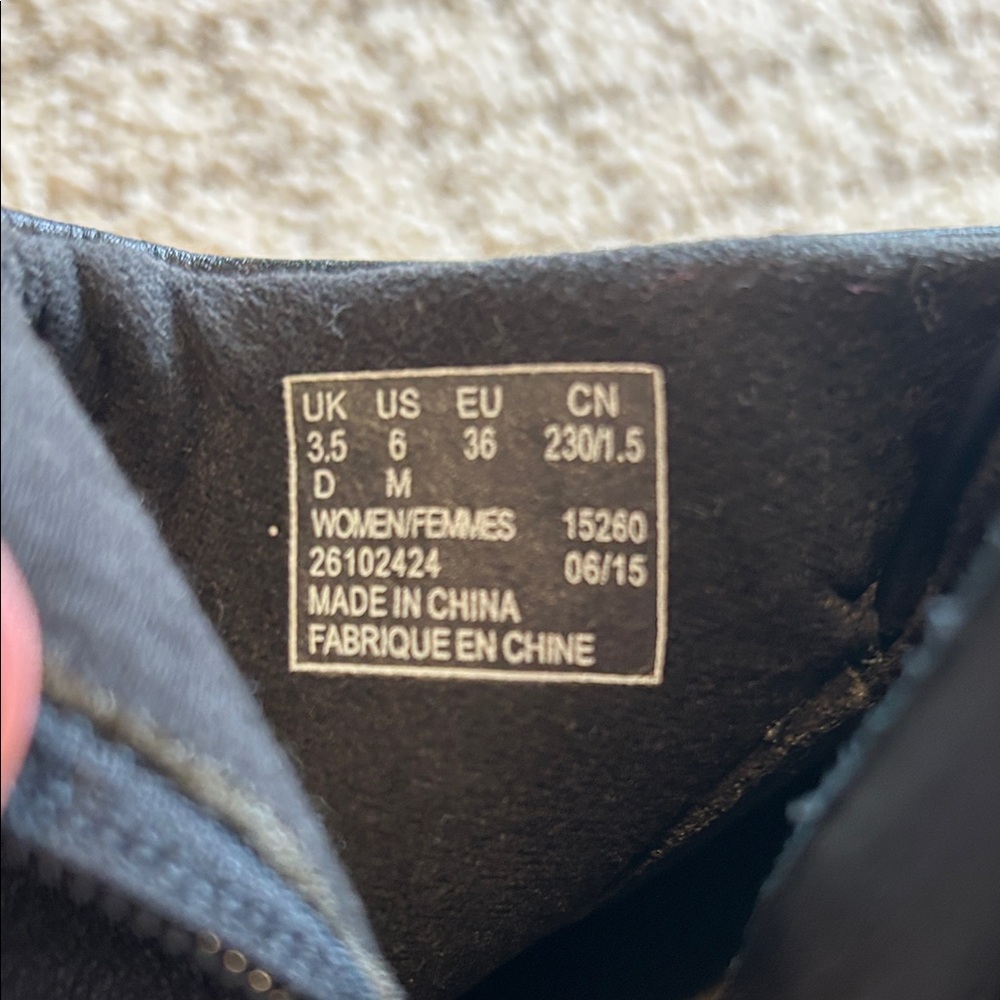 UK US EU CN
3.5 6 36 230/1.5
D M
WOMEN/FEMMES 15260
26102424 06/15
MADE IN CHINA
FABRIQUE EN CHINE